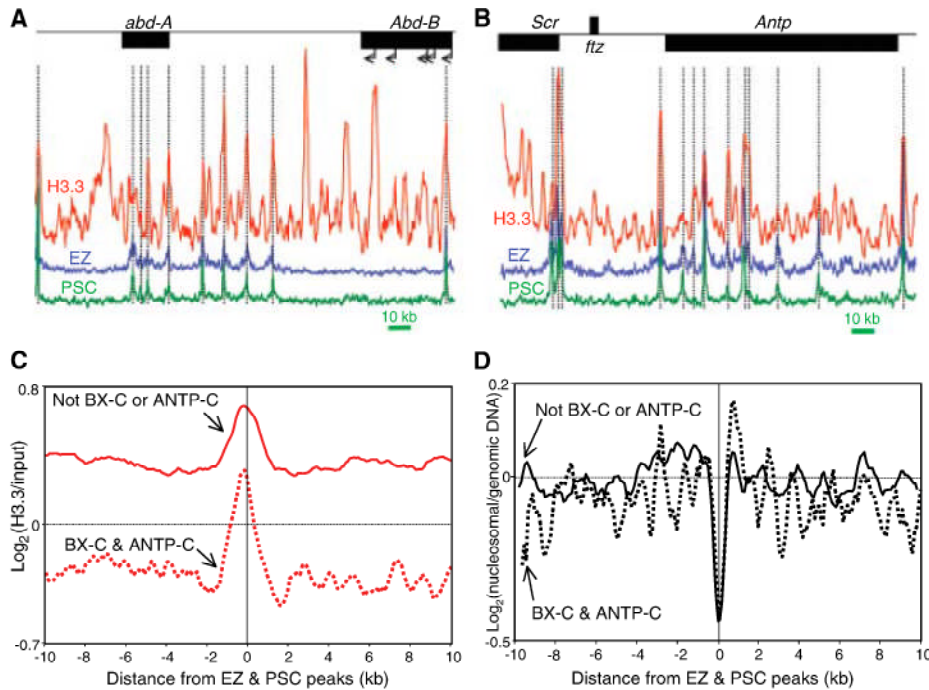 A
abd-A
Abd-B
H3.3
EZ
PSC
10 kb
B
Scr
ftz
Antp
H3.3
EZ
PSC
10 kb
C
0.8
0
-0.7
Log2(H3.3/input)
Not BX-C or ANTP-C
BX-C & ANTP-C
-10 -8 -6 -4 -2 0 2 4 6 8 10
Distance from EZ & PSC peaks (kb)
D
0.2
0
-0.5
Log2(nucleosomal/genomic DNA)
Not BX-C or ANTP-C
BX-C & ANTP-C
-10 -8 -6 -4 -2 0 2 4 6 8 10
Distance from EZ & PSC peaks (kb)